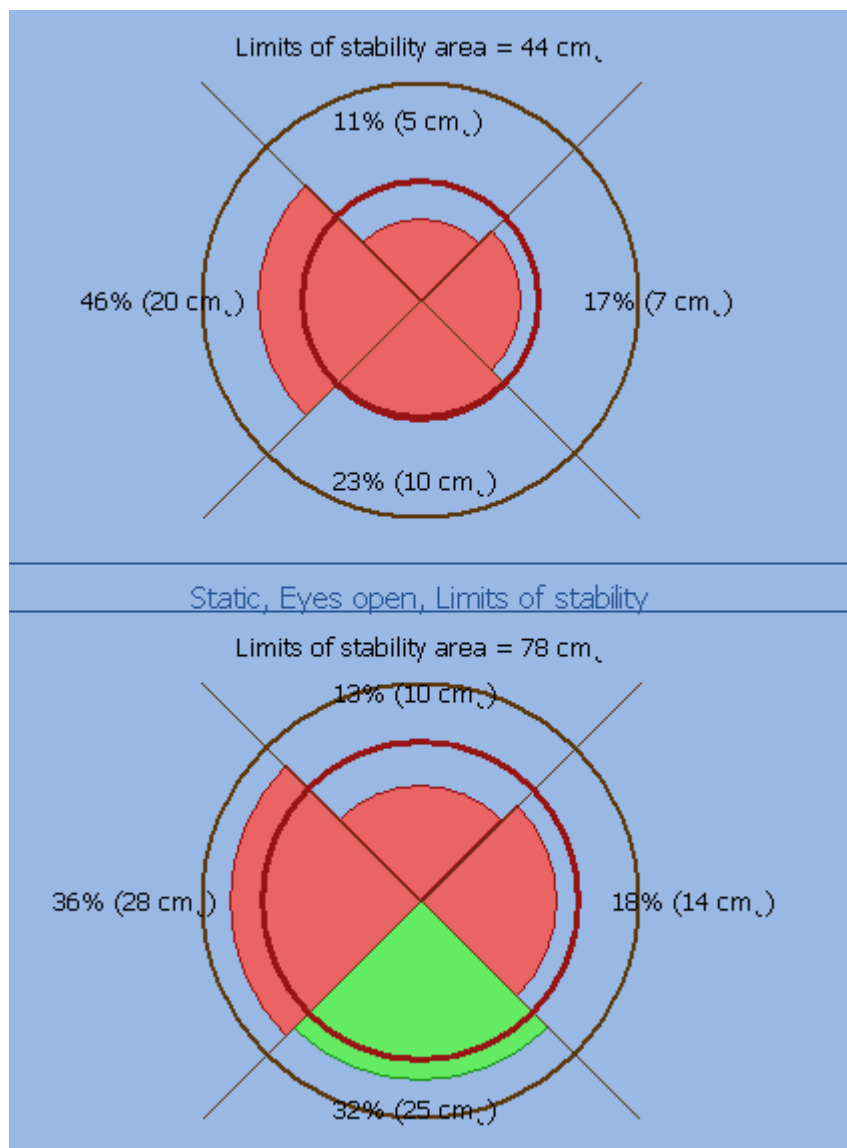 Limits of stability area = 44 cm˛
11% (5 cm˛)
46% (20 cm˛)
17% (7 cm˛)
23% (10 cm˛)
Static, Eyes open, Limits of stability
Limits of stability area = 78 cm˛
13% (10 cm˛)
36% (28 cm˛)
18% (14 cm˛)
32% (25 cm˛)